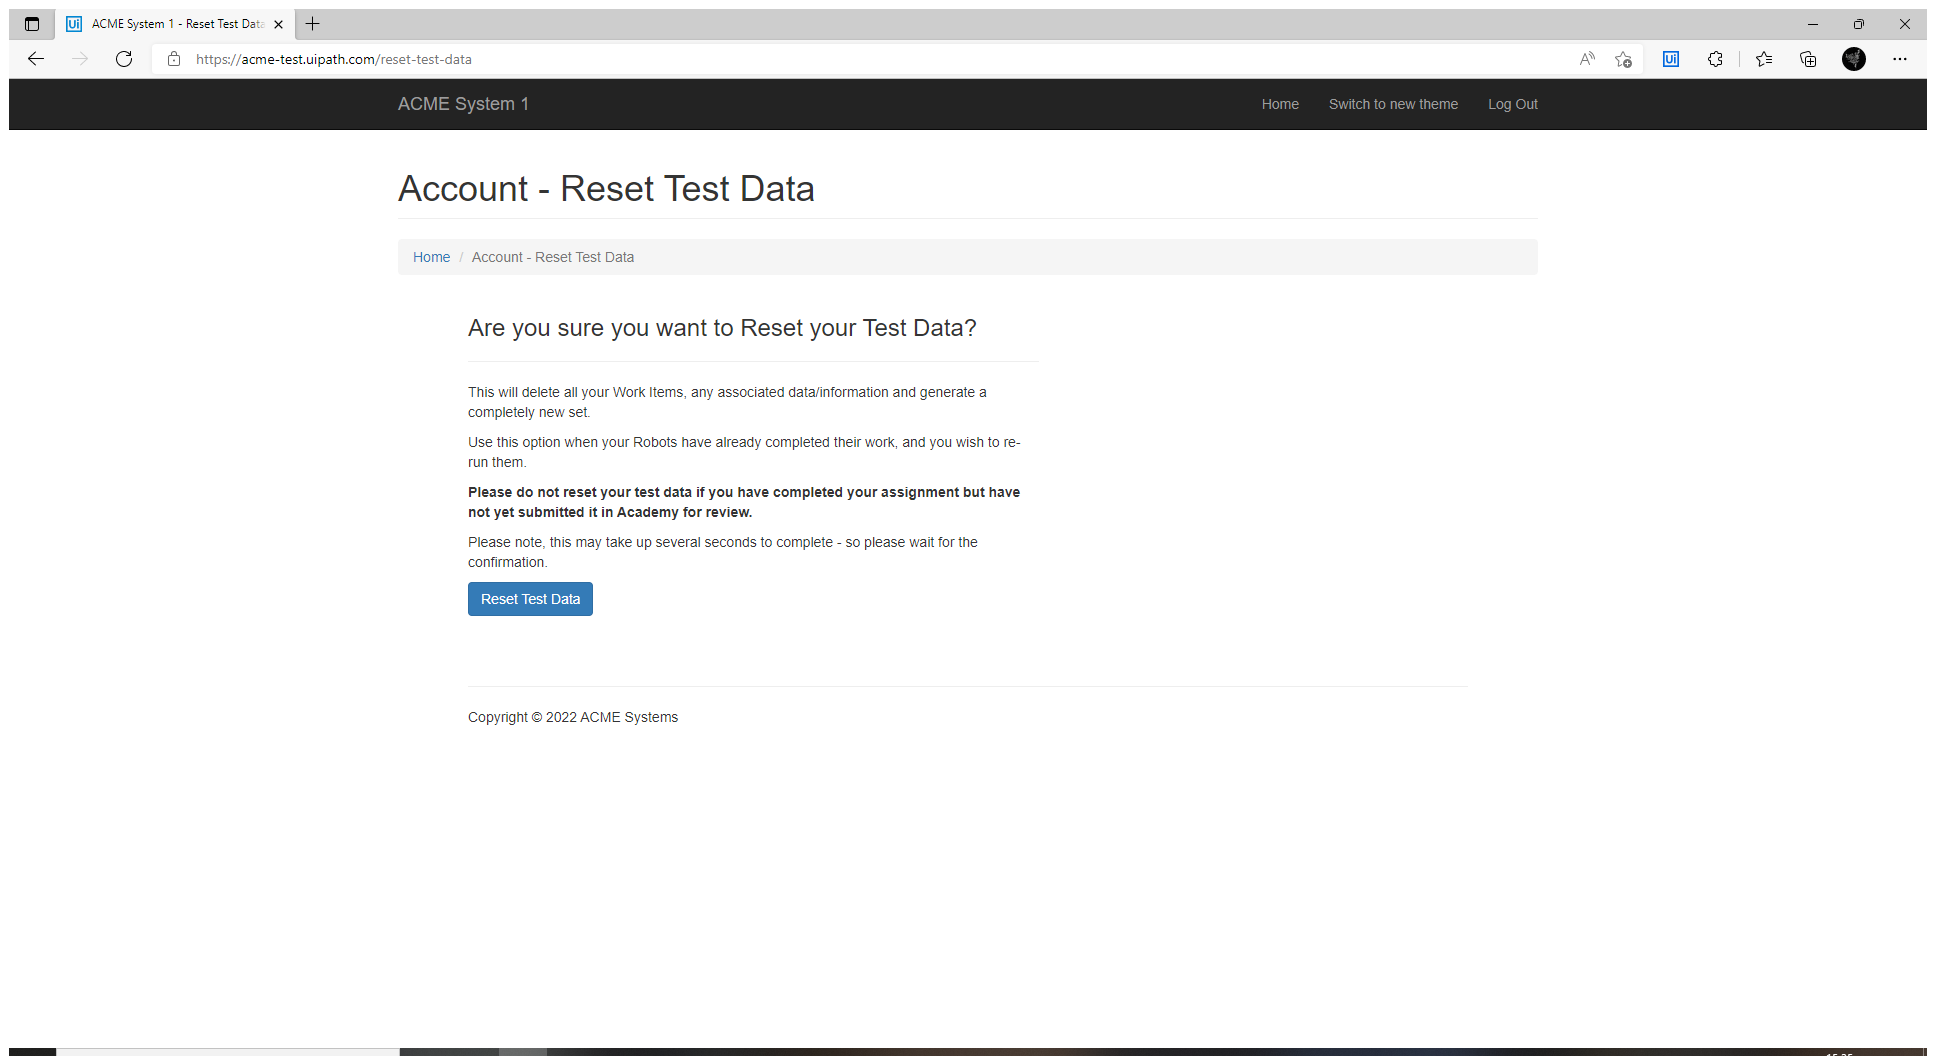 ACME System 1 - Reset Test Data
https://acme-test.uipath.com/reset-test-data
ACME System 1
Home
Switch to new theme
Log Out
Account - Reset Test Data
Home / Account - Reset Test Data
Are you sure you want to Reset your Test Data?
This will delete all your Work Items, any associated data/information and generate a
completely new set.
Use this option when your Robots have already completed their work, and you wish to re-
run them.
Please do not reset your test data if you have completed your assignment but have
not yet submitted it in Academy for review.
Please note, this may take up several seconds to complete - so please wait for the
confirmation.
Reset Test Data
Copyright © 2022 ACME Systems